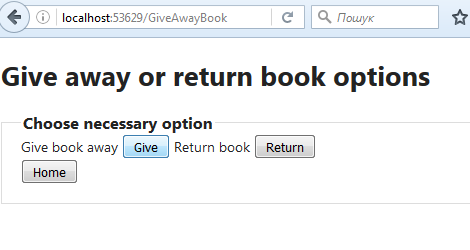 localhost:53629/GiveAwayBook
Пошук
Give away or return book options
Choose necessary option
Give book away Give Return book Return
Home